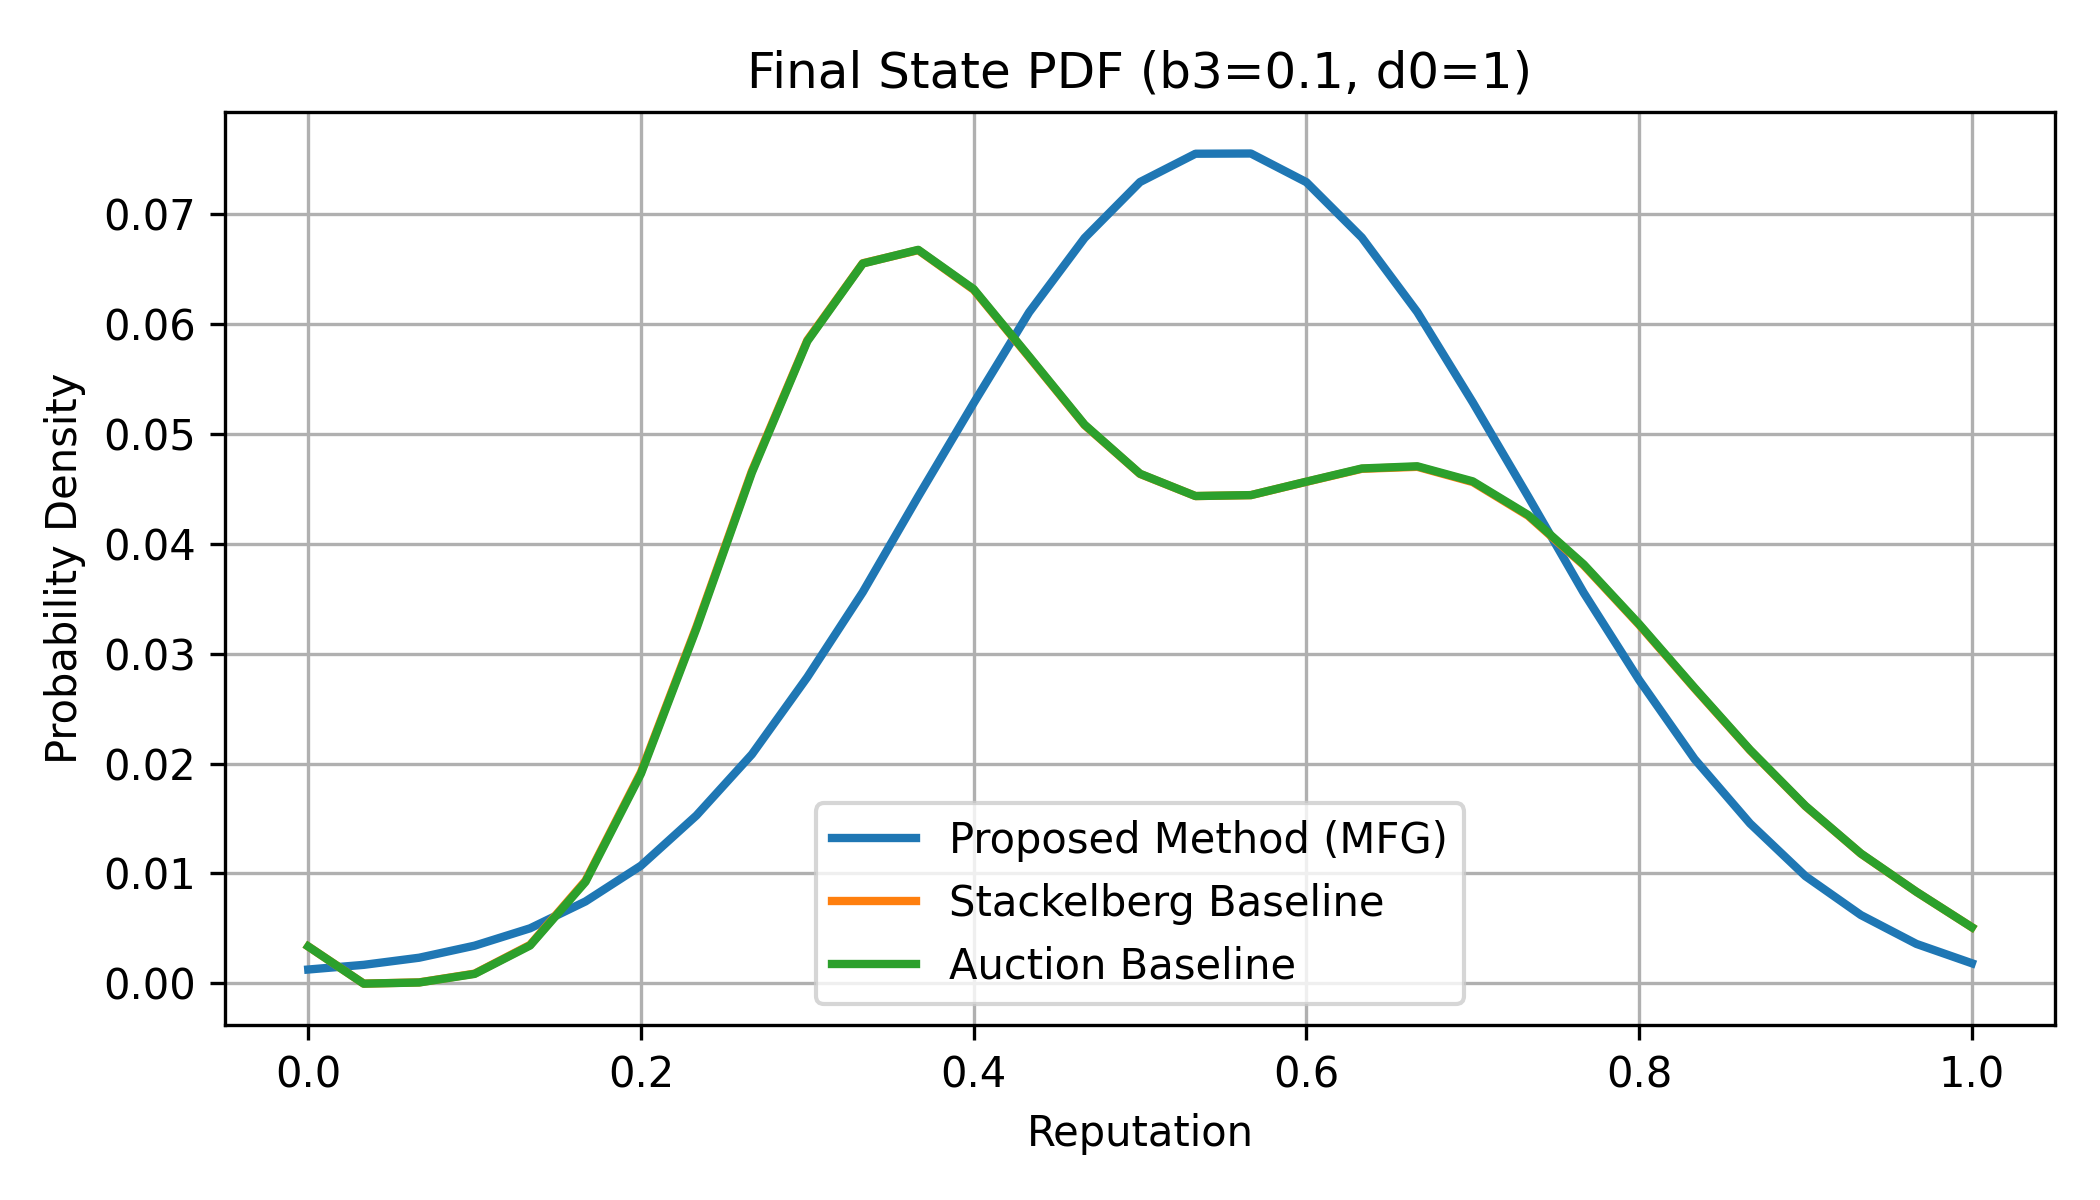 Final State PDF (b3=0.1, d0=1)
Probability Density
0.07
0.06
0.05
0.04
0.03
0.02
0.01
0.00
Proposed Method (MFG)
Stackelberg Baseline
Auction Baseline
0.0 0.2 0.4 0.6 0.8 1.0
Reputation